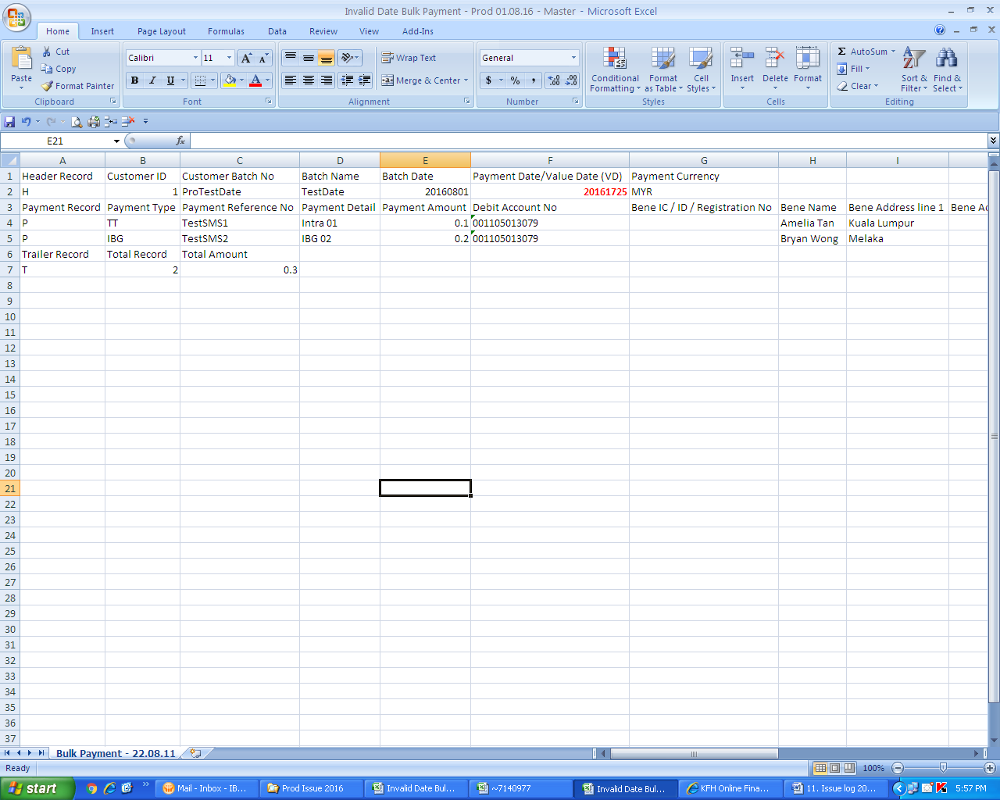 Invalid Date Bulk Payment - Prod 01.08.16 - Master - Microsoft Excel
Home Insert Page Layout Formulas Data Review View Add-Ins
Paste Cut Copy Format Painter Clipboard
Calibri 11 A A B I U A Font
Wrap Text Merge & Center Alignment
General $ % , .00 .00 Number
Conditional Formatting Format as Table Cell Styles Styles
Insert Delete Format Cells
Σ AutoSum Fill Clear Sort & Filter Find & Select Editing
E21 fx
A B C D E F G H I
1 Header Record Customer ID Customer Batch No Batch Name Batch Date Payment Date/Value Date (VD) Payment Currency
2 H 1 ProTestDate TestDate 20160801 20161725 MYR
3 Payment Record Payment Type Payment Reference No Payment Detail Payment Amount Debit Account No Bene IC / ID / Registration No Bene Name Bene Address line 1 Bene Ad
4 P TT TestSMS1 Intra 01 0.1 001105013079 Amelia Tan Kuala Lumpur
5 P IBG TestSMS2 IBG 02 0.2 001105013079 Bryan Wong Melaka
6 Trailer Record Total Record Total Amount
7 T 2 0.3
8
9
10
11
12
13
14
15
16
17
18
19
20
21
22
23
24
25
26
27
28
29
30
31
32
33
34
35
36
37
Bulk Payment - 22.08.11
Ready 100%
start Mail - Inbox - IB... Prod Issue 2016 Invalid Date Bul... ~7140977 Invalid Date Bul... KFH Online Fina... 11. Issue log 20... 5:57 PM